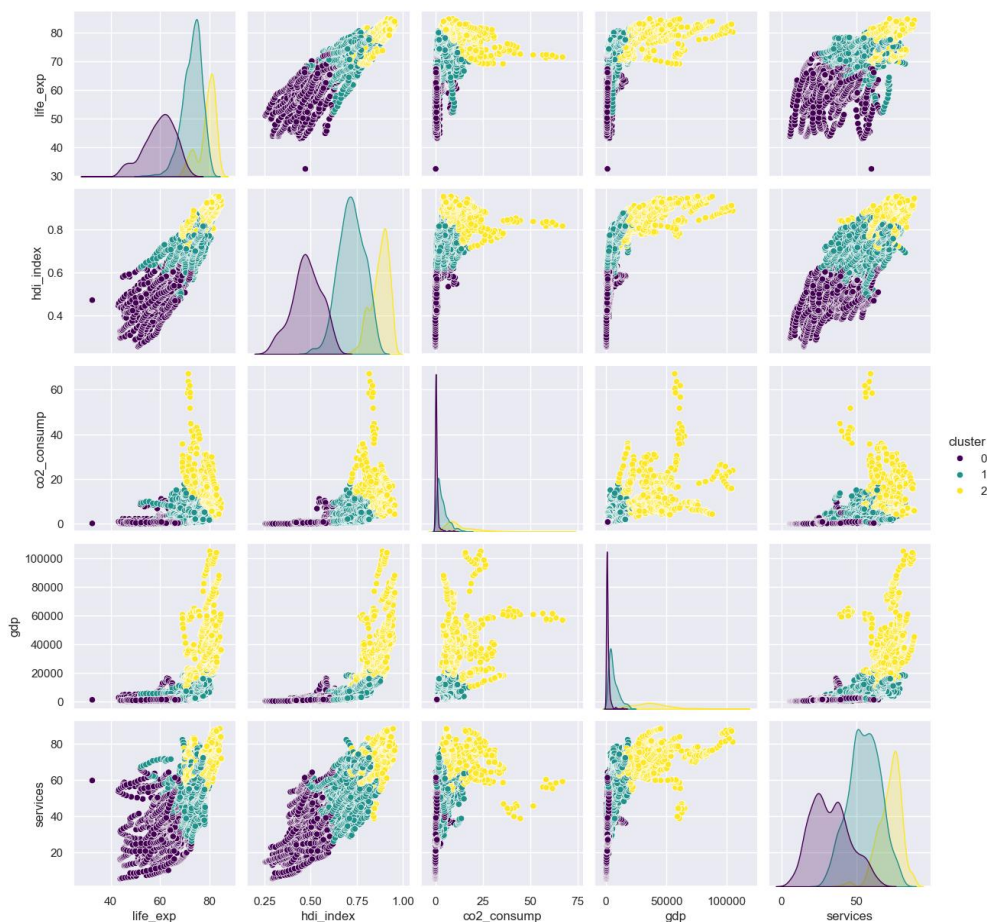 80
70
60
50
40
30
life_exp
0.8
0.6
0.4
hdi_index
60
40
20
0
co2_consump
cluster
0
1
2
100000
80000
60000
40000
20000
0
gdp
80
60
40
20
services
40 60 80
life_exp
0.25 0.50 0.75 1.00
hdi_index
0 25 50 75
co2_consump
0 50000 100000
gdp
50
services